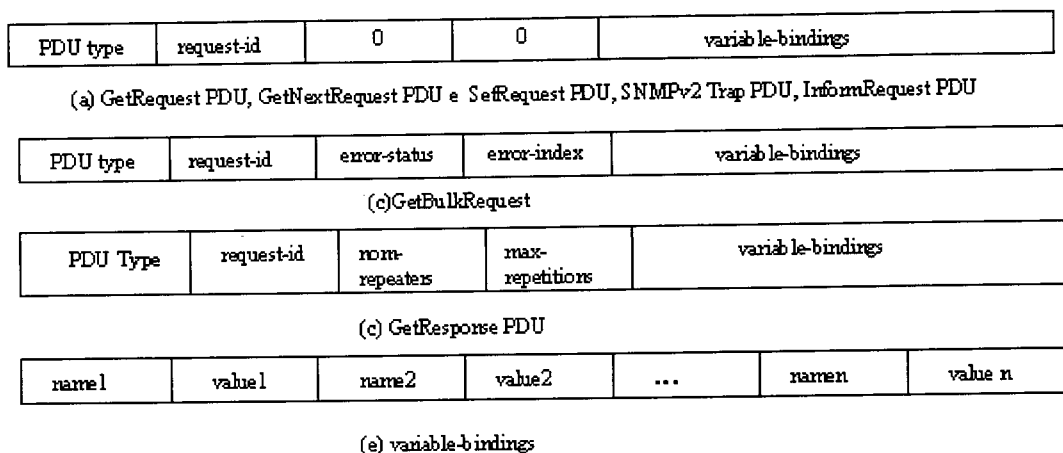 PDU type request-id 0 0 variable-bindings
(a) GetRequest PDU, GetNextRequest PDU e SetRequest PDU, SNMPv2 Trap PDU, InformRequest PDU
PDU type request-id error-status error-index variable-bindings
(c)GetBulkRequest
PDU Type request-id nom-repeaters max-repetitions variable-bindings
(c) GetResponse PDU
name1 value1 name2 value2 ... namen value n
(e) variable-bindings